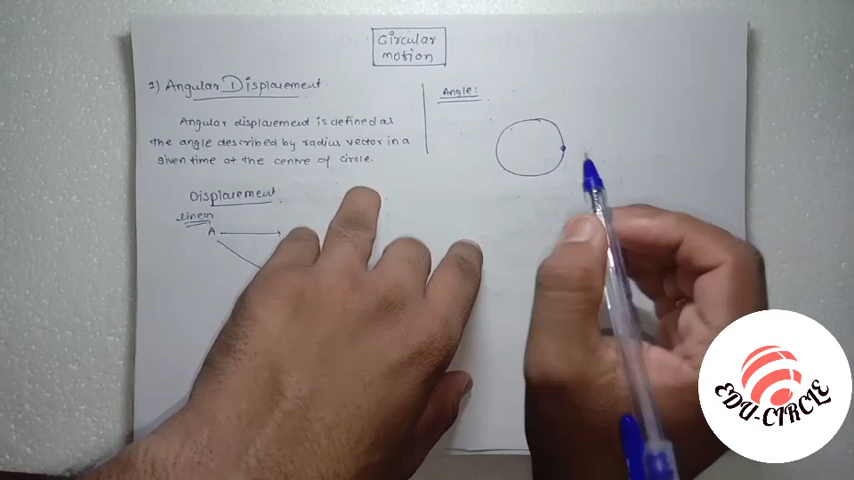 Circular
motion
1) Angular Displacement
Angular displacement is defined as
the angle described by radius vector in a
given time at the centre of circle.
Displacement
linear
A
Angle:
EDU-CIRCLE